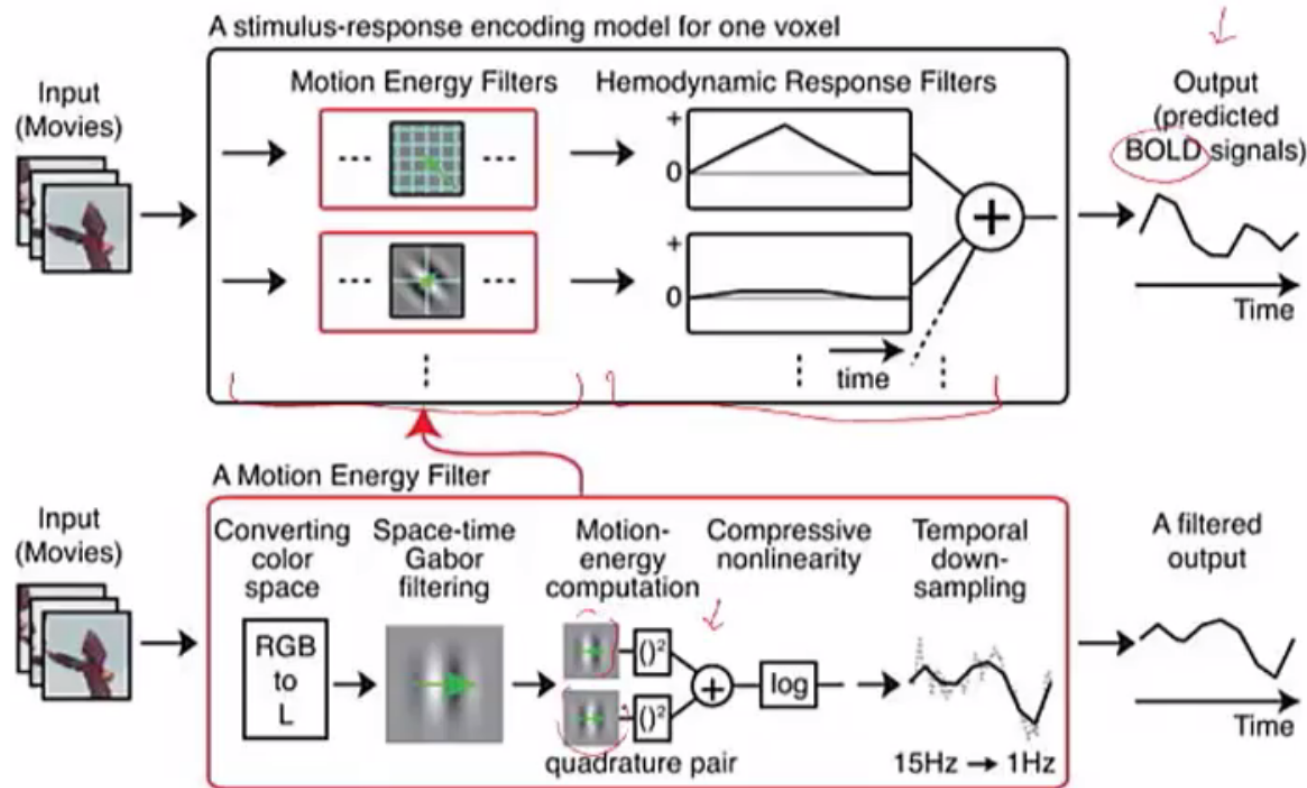 A stimulus-response encoding model for one voxel
Input
(Movies)
Motion Energy Filters
Hemodynamic Response Filters
+
0
+
0
time
+
Output
(predicted
BOLD signals)
Time
A Motion Energy Filter
Input
(Movies)
Converting
color
space
RGB
to
L
Space-time
Gabor
filtering
Motion-
energy
computation
()²
()²
+
quadrature pair
Compressive
nonlinearity
log
Temporal
down-
sampling
15Hz → 1Hz
A filtered
output
Time